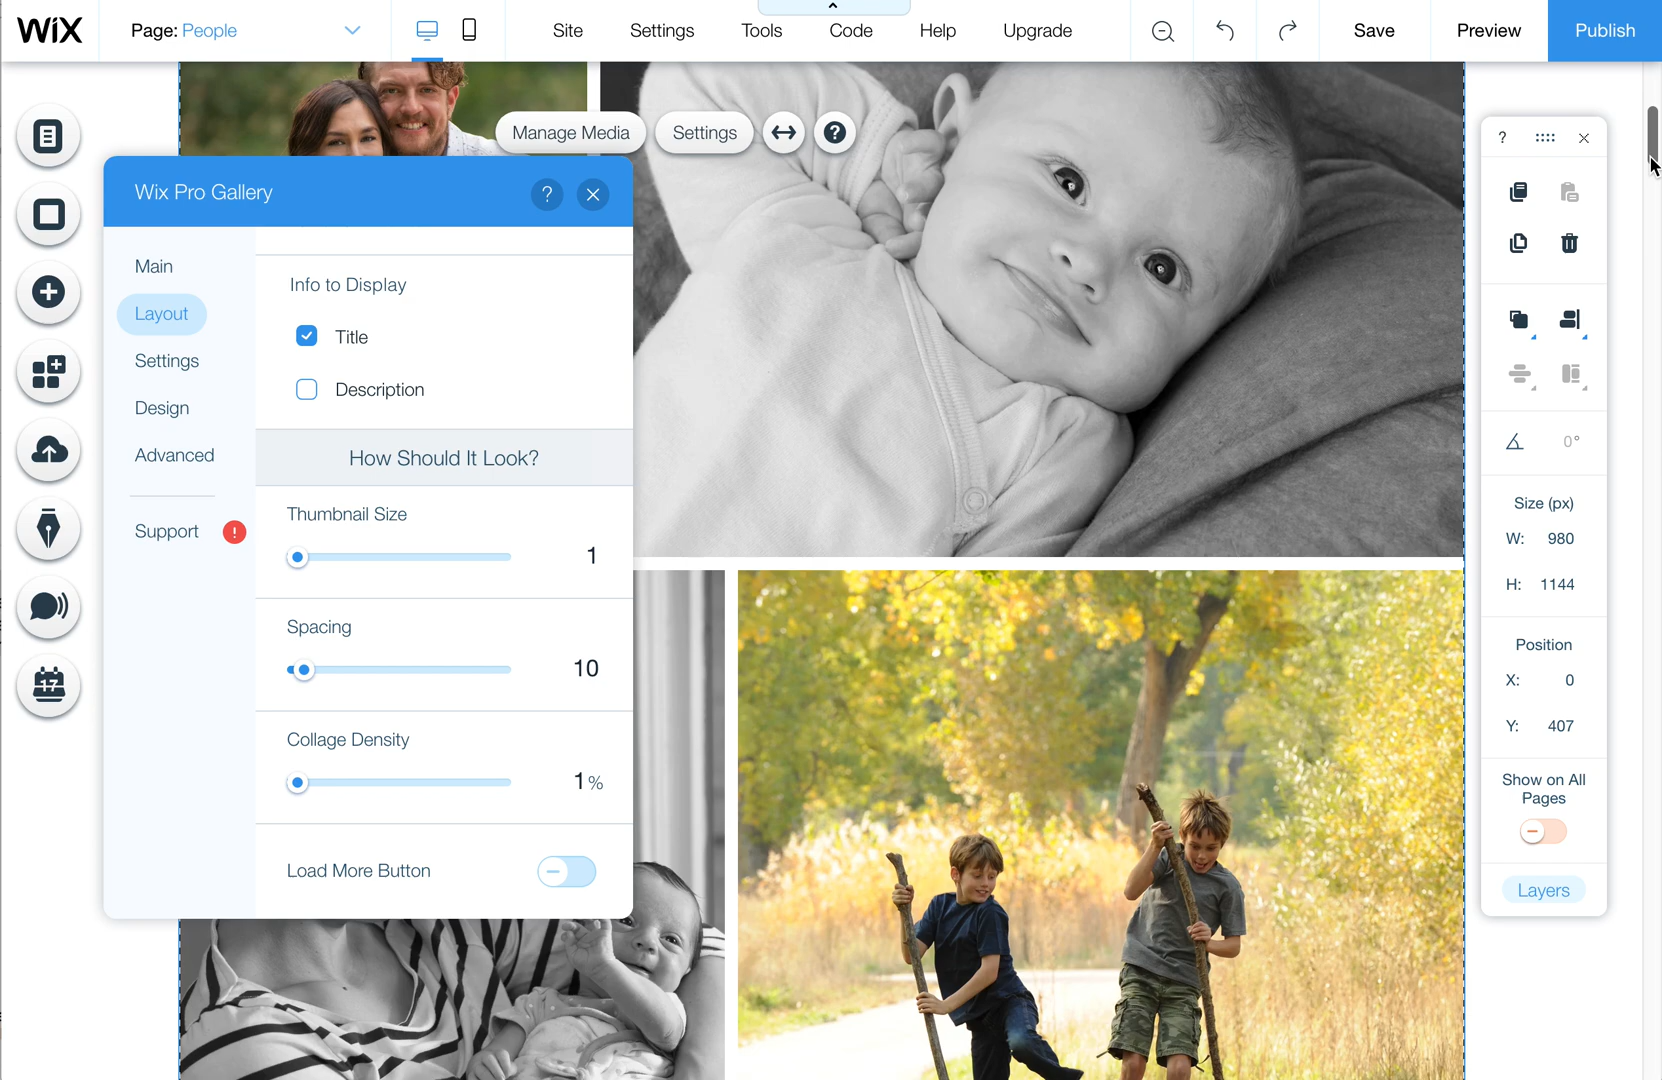 WiX
Page: People
Site
Settings
Tools
Code
Help
Upgrade
Save
Preview
Publish
Manage Media
Settings
?
Wix Pro Gallery
?
Main
Layout
Settings
Design
Advanced
Support
!
Info to Display
Title
Description
How Should It Look?
Thumbnail Size
1
Spacing
10
Collage Density
1 %
Load More Button
17
?
0°
Size (px)
W: 980
H: 1144
Position
X: 0
Y: 407
Show on All
Pages
Layers